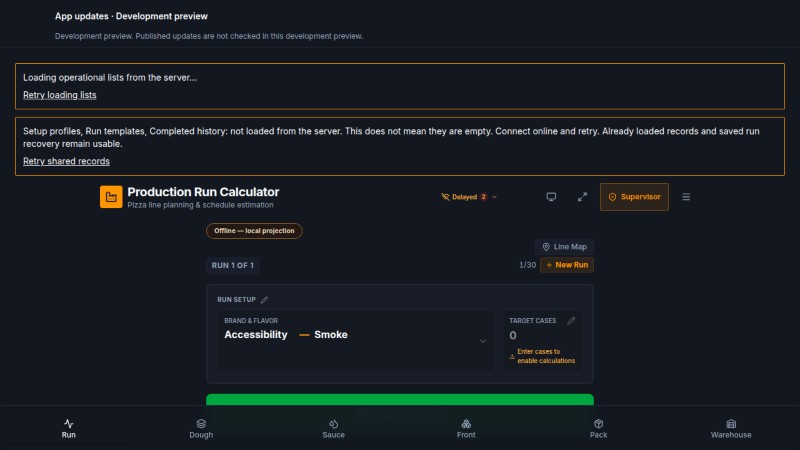 App updates · Development preview
Development preview. Published updates are not checked in this development preview.
Loading operational lists from the server...
Retry loading lists
Setup profiles, Run templates, Completed history: not loaded from the server. This does not mean they are empty. Connect online and retry. Already loaded records and saved run
recovery remain usable.
Retry shared records
Production Run Calculator
Pizza line planning & schedule estimation
Delayed 2
Supervisor
Offline — local projection
Line Map
RUN 1 OF 1
1/30
+ New Run
RUN SETUP
BRAND & FLAVOR
Accessibility — Smoke
TARGET CASES
0
Enter cases to
enable calculations
Run
Dough
Sauce
Front
Pack
Warehouse